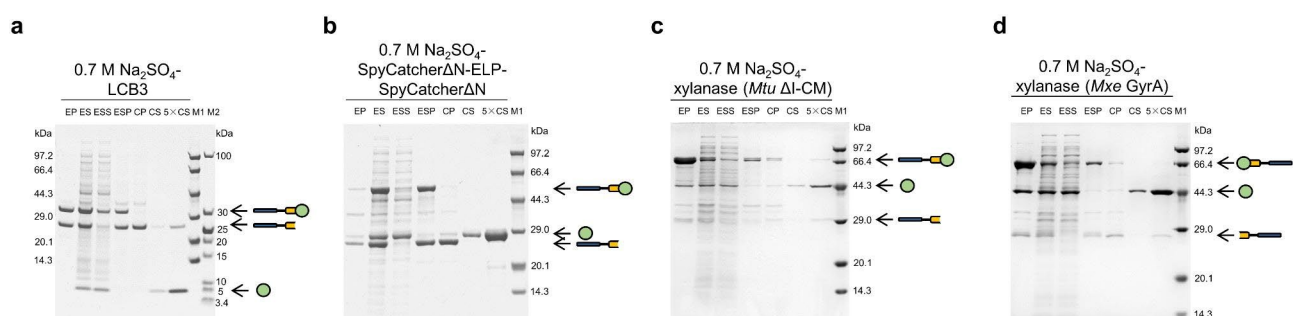 a
0.7 M Na₂SO₄-
LCB3
EP ES ESS ESP CP CS 5×CS M1 M2
kDa
97.2
66.4
44.3
29.0
20.1
14.3
kDa
100
30
25
20
15
10
5
3.4
b
0.7 M Na₂SO₄-
SpyCatcherΔN-ELP-
SpyCatcherΔN
EP ES ESS ESP CP CS 5×CS M1
kDa
97.2
66.4
44.3
29.0
20.1
14.3
c
0.7 M Na₂SO₄-
xylanase (Mtu ΔI-CM)
EP ES ESS ESP CP CS 5×CS M1
kDa
97.2
66.4
44.3
29.0
20.1
14.3
d
0.7 M Na₂SO₄-
xylanase (Mxe GyrA)
EP ES ESS ESP CP CS 5×CS M1
kDa
97.2
66.4
44.3
29.0
20.1
14.3